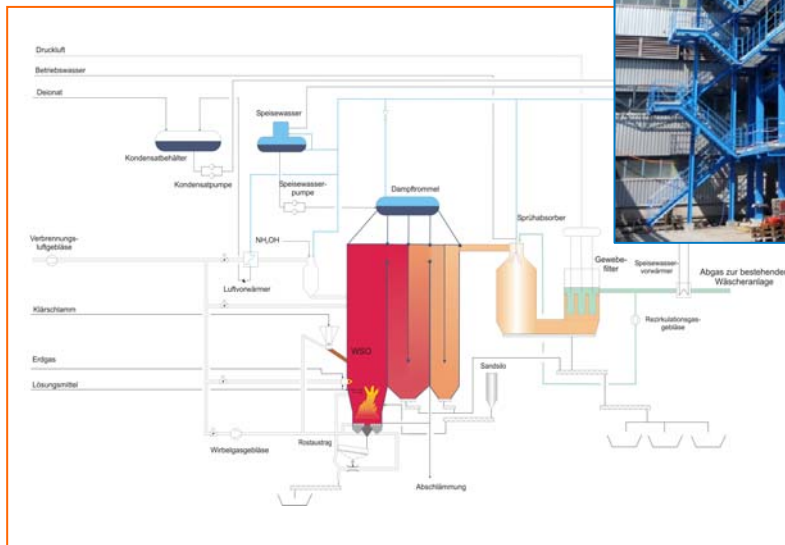 Druckluft
Betriebswasser
Deionat
Speisewasser
Kondensatbehälter
Kondensatpumpe
Speisewasser-
pumpe
Dampftrommel
Sprühabsorber
NH₄OH
Verbrennungs-
luftgebläse
Luftvorwärmer
Gewebe-
filter
Speisewasser-
vorwärmer
Abgas zur bestehenden
Wäscheranlage
Klärschlamm
Rezirkulationsgas-
gebläse
WSO
Erdgas
Sandsilo
Lösungsmittel
Rostaustrag
Wirbelgasgebläse
Abschlämmung